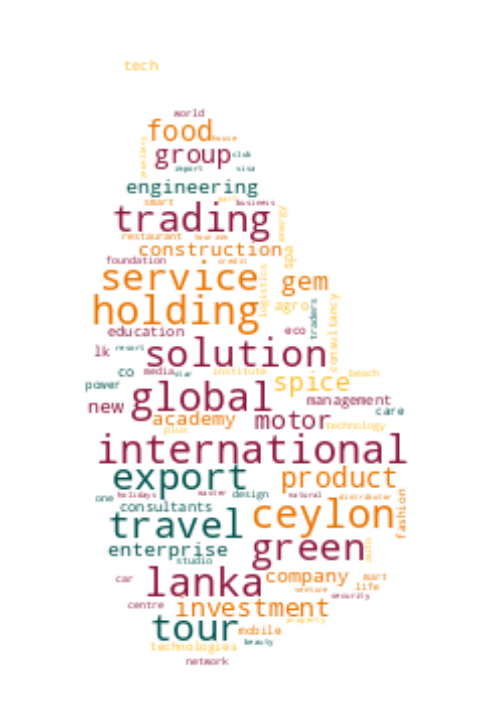 tech
world
food
house
jewellery
group
club
import
visa
engineering
smart
part
business
trading
energy
restaurant
tourism
construction
spa
foundation
credit
service
logistics
gem
holding
agro
traders
consultancy
education
eco
lk
resort
solution
co
media
star
institute
spice
beach
power
new
global
management
care
academy
motor
plus
technology
international
export
product
one
holidays
master
design
natural
distributor
consultants
fashion
travel
ceylon
enterprise
green
auto
studio
car
lanka
company
mart
venture
life
security
centre
investment
property
tour
mobile
beauty
technologies
network